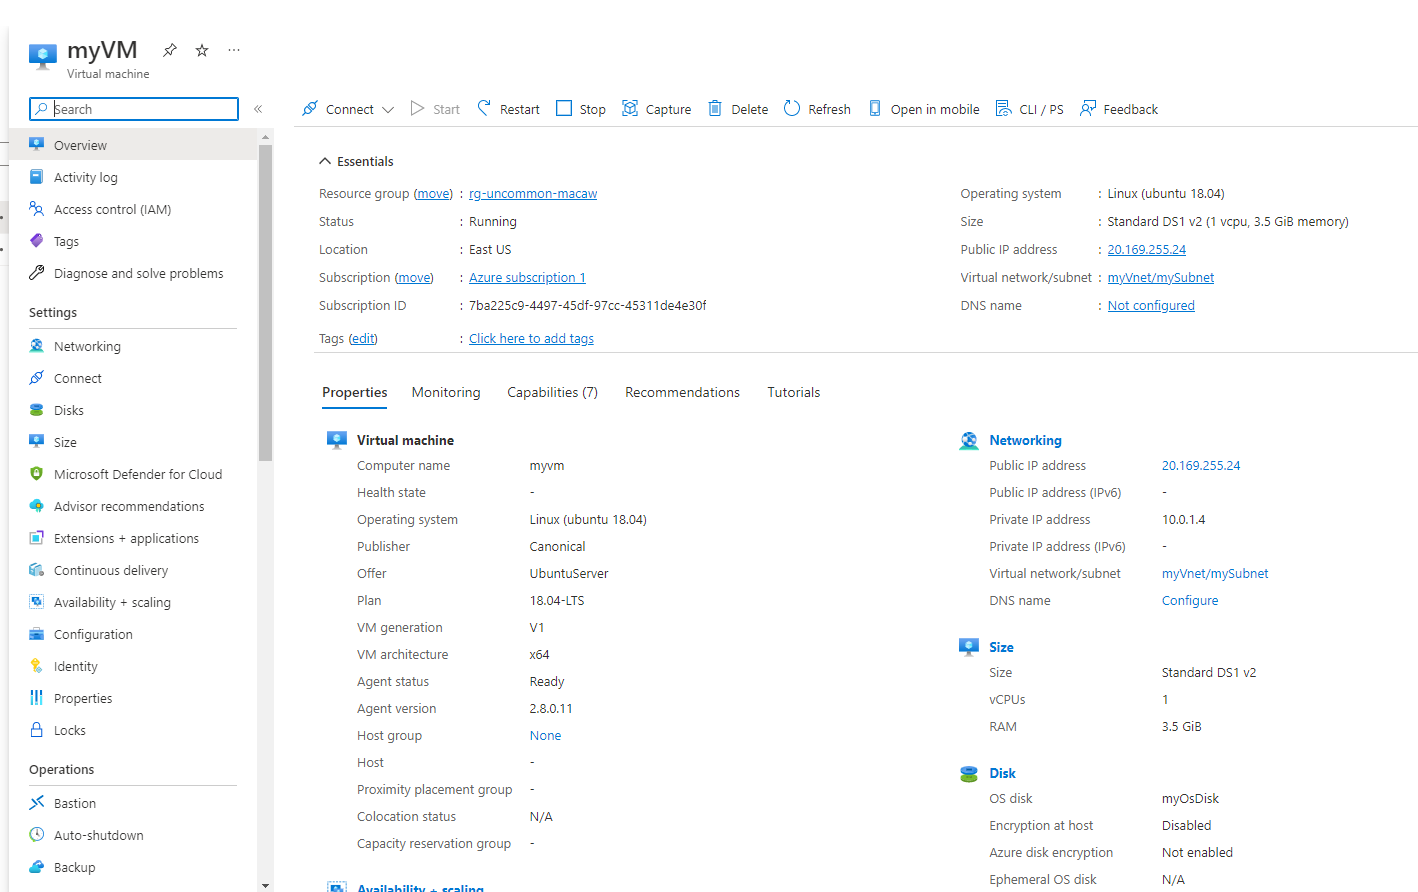 myVM
Virtual machine
Search
Connect Start Restart Stop Capture Delete Refresh Open in mobile CLI / PS Feedback
Overview
Activity log
Access control (IAM)
Tags
Diagnose and solve problems
Settings
Networking
Connect
Disks
Size
Microsoft Defender for Cloud
Advisor recommendations
Extensions + applications
Continuous delivery
Availability + scaling
Configuration
Identity
Properties
Locks
Operations
Bastion
Auto-shutdown
Backup
Essentials
Resource group (move) : rg-uncommon-macaw
Status : Running
Location : East US
Subscription (move) : Azure subscription 1
Subscription ID : 7ba225c9-4497-45df-97cc-45311de4e30f
Tags (edit) : Click here to add tags
Operating system : Linux (ubuntu 18.04)
Size : Standard DS1 v2 (1 vcpu, 3.5 GiB memory)
Public IP address : 20.169.255.24
Virtual network/subnet : myVnet/mySubnet
DNS name : Not configured
Properties Monitoring Capabilities (7) Recommendations Tutorials
Virtual machine
Computer name myvm
Health state -
Operating system Linux (ubuntu 18.04)
Publisher Canonical
Offer UbuntuServer
Plan 18.04-LTS
VM generation V1
VM architecture x64
Agent status Ready
Agent version 2.8.0.11
Host group None
Host -
Proximity placement group -
Colocation status N/A
Capacity reservation group -
Availability + scaling
Networking
Public IP address 20.169.255.24
Public IP address (IPv6) -
Private IP address 10.0.1.4
Private IP address (IPv6) -
Virtual network/subnet myVnet/mySubnet
DNS name Configure
Size
Size Standard DS1 v2
vCPUs 1
RAM 3.5 GiB
Disk
OS disk myOsDisk
Encryption at host Disabled
Azure disk encryption Not enabled
Ephemeral OS disk N/A